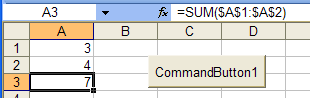 A3 fx =SUM($A$1:$A$2)
A B C D E
1 3
2 4
3 7
CommandButton1